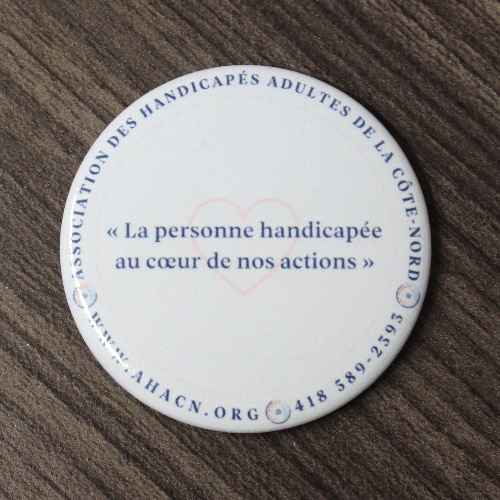 ASSOCIATION DES HANDICAPÉS ADULTES DE LA CÔTE-NORD
« La personne handicapée
au cœur de nos actions »
WWW.AHACN.ORG
418 589-2393